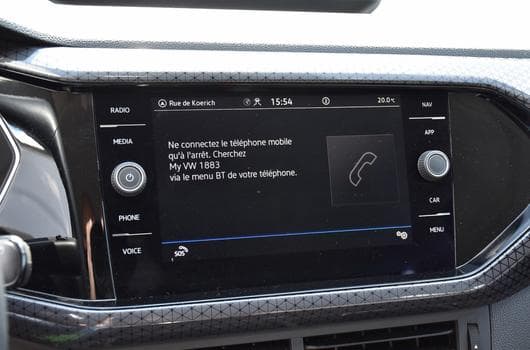 RADIO
MEDIA
PHONE
VOICE
Rue de Koerich 15:54 20.0°C
Ne connectez le téléphone mobile
qu'à l'arrêt. Cherchez
My VW 1883
via le menu BT de votre téléphone.
SOS
NAV
APP
CAR
MENU